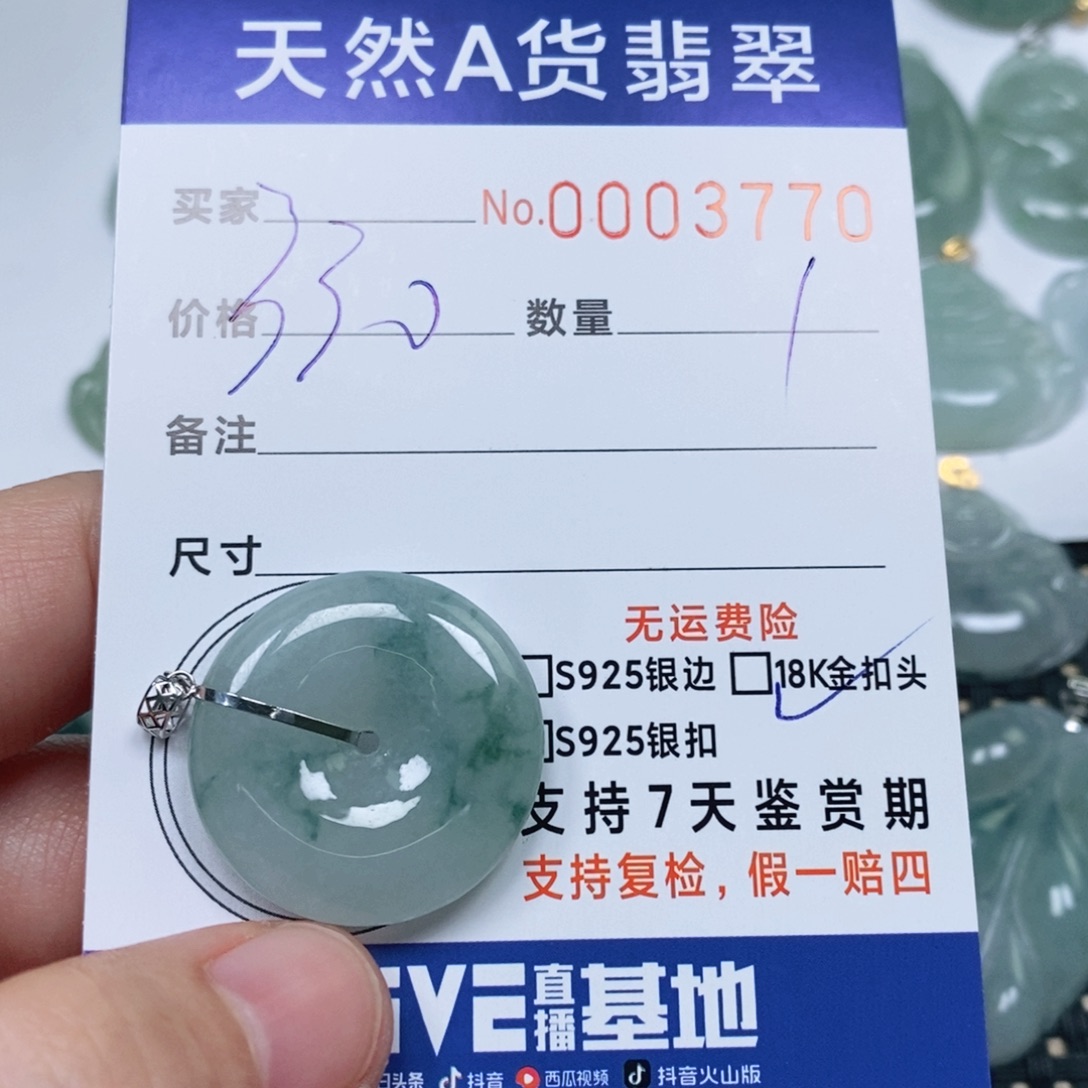 天然A货翡翠
买家 No.0003770
价格 330 数量 1
备注
尺寸
无运费险
S925银边 18K金扣头
S925银扣
支持7天鉴赏期
支持复检，假一赔四
直播基地
头条 抖音 西瓜视频 抖音火山版